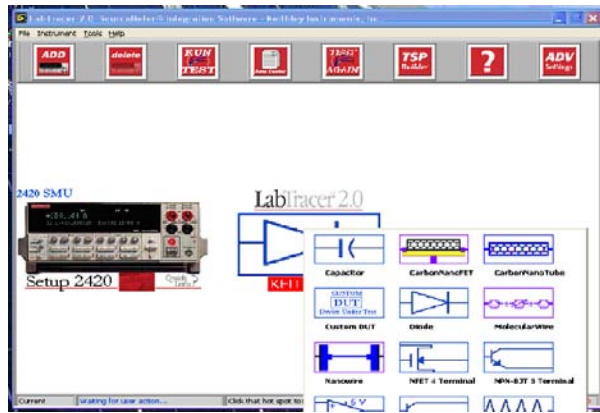 LabTracer 2.0 SourceMeter® Integration Software - Keithley Instruments, Inc.
File Instrument Tools Help
ADD
delete
RUN TEST
TEST AGAIN
TSP Builder
?
ADV Settings
2420 SMU
LabTracer 2.0
Setup 2420
KEIT
Capacitor CarbonNanoFET CarbonNanoTube
CUSTOM
DUT
Device Under Test
Custom DUT Diode MolecularWire
Nanowire NFET 4 Terminal NPN-BJT 3 Terminal
Current Waiting for user action... Click that hot spot to